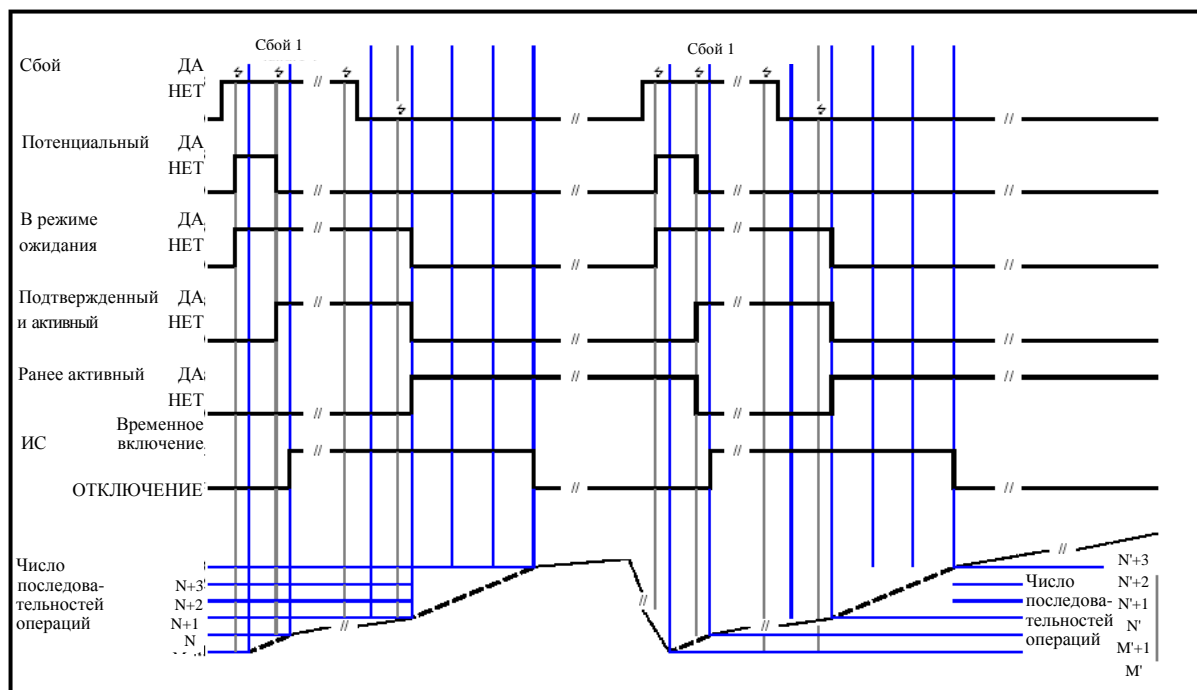 Сбой 1
Сбой 1
Сбой
ДА
НЕТ
Потенциальный
ДА
НЕТ
В режиме
ожидания
ДА
НЕТ
Подтвержденный
и активный
ДА
НЕТ
Ранее активный
ДА
НЕТ
ИС
Временное
включение
ОТКЛЮЧЕНИЕ
Число
последова-
тельностей
операций
N+3
N+2
N+1
N
Число
последова-
тельностей
операций
N'+3
N'+2
N'+1
N'
M'+1
M'